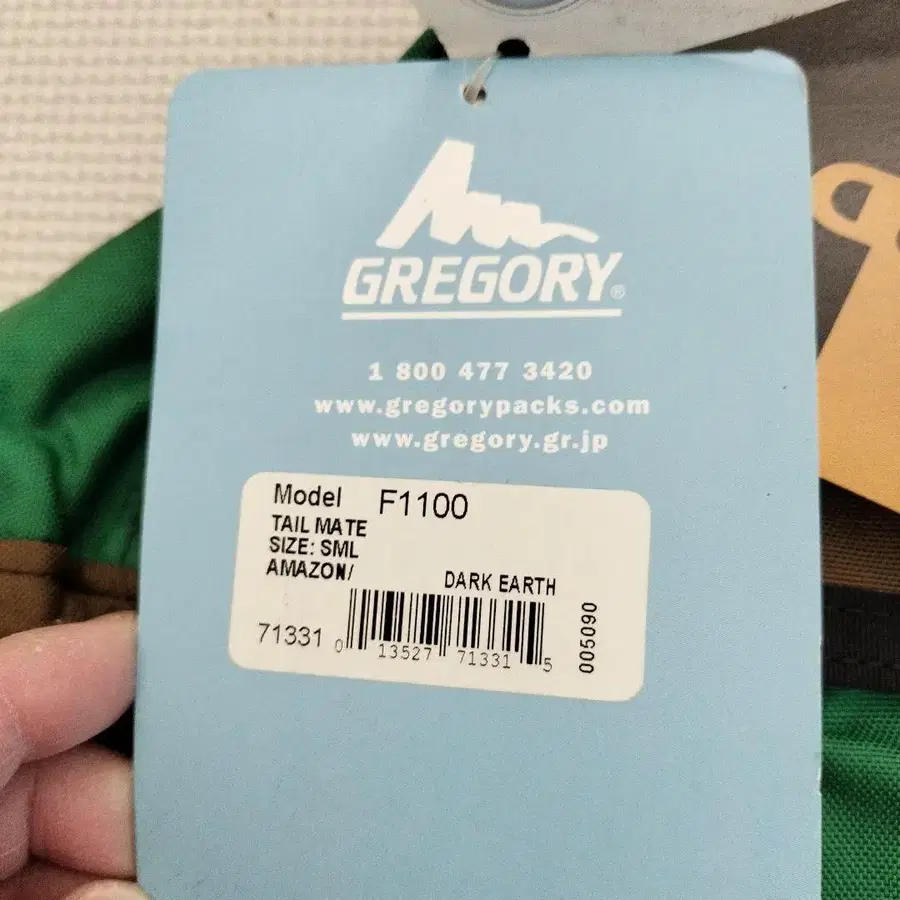 GREGORY®
1 800 477 3420
www.gregorypacks.com
www.gregory.gr.jp
Model F1100
TAIL MATE
SIZE: SML
AMAZON/ DARK EARTH
71331 0 13527 71331 5
005090